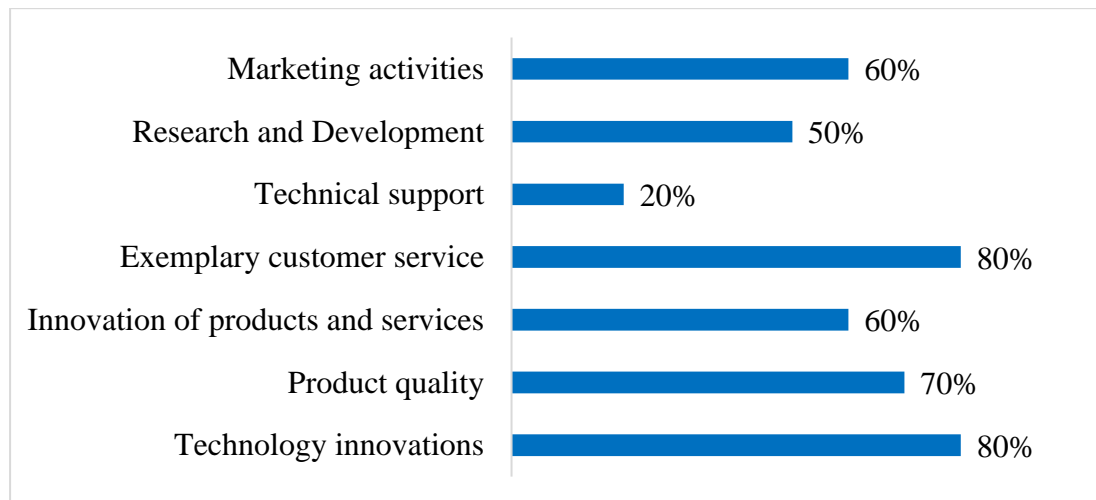 Marketing activities 60%
Research and Development 50%
Technical support 20%
Exemplary customer service 80%
Innovation of products and services 60%
Product quality 70%
Technology innovations 80%